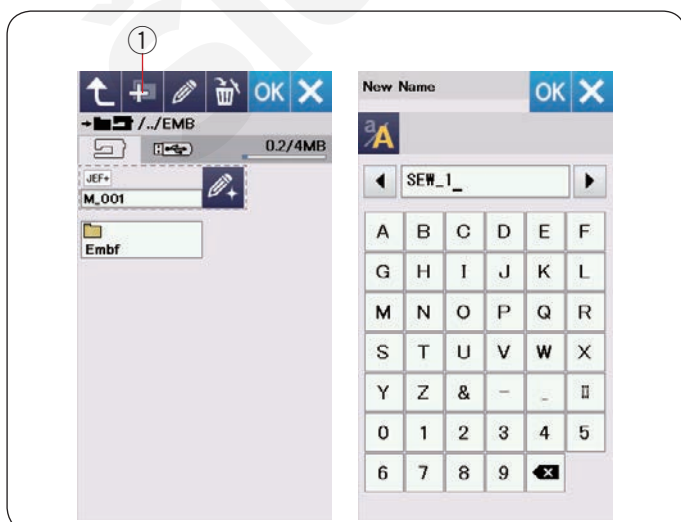 ①
OK
→ /../EMB
0.2/4MB
JEF+
M_001
Embf
New Name
OK
a/A
SEW_1_
A B C D E F
G H I J K L
M N O P Q R
S T U V W X
Y Z & – _
0 1 2 3 4 5
6 7 8 9